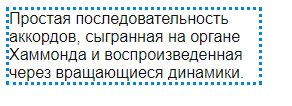 Простая последовательность
аккордов, сыгранная на органе
Хаммонда и воспроизведенная
через вращающиеся динамики.